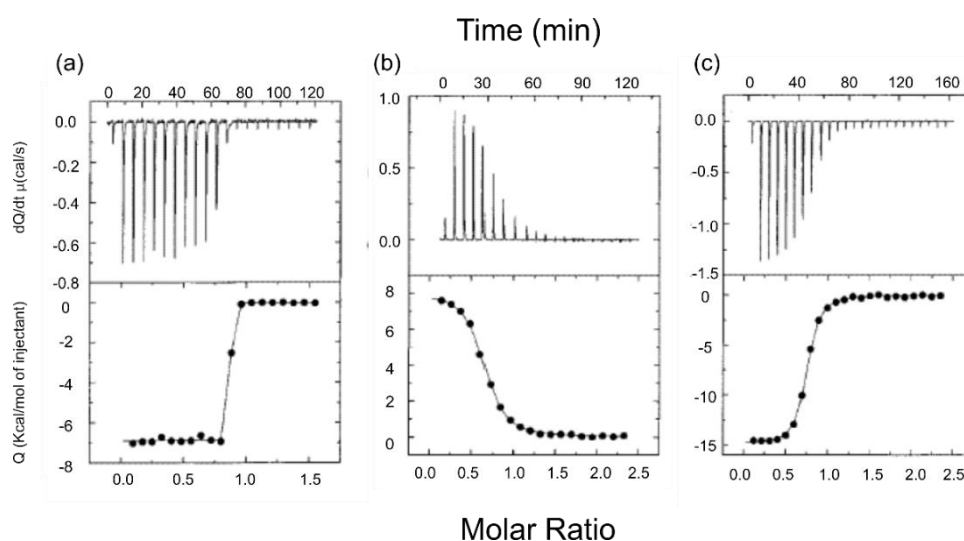 Time (min)
(a)
0 20 40 60 80 100 120
(b)
0 30 60 90 120
(c)
0 40 80 120 160
dQ/dt μ(cal/s)
0.0
-0.2
-0.4
-0.6
-0.8
1.0
0.5
0.0
0.0
-0.5
-1.0
-1.5
Q (Kcal/mol of injectant)
0
-2
-4
-6
-8
8
6
4
2
0
0
-5
-10
-15
0.0 0.5 1.0 1.5
0.0 0.5 1.0 1.5 2.0 2.5
0.0 0.5 1.0 1.5 2.0 2.5
Molar Ratio